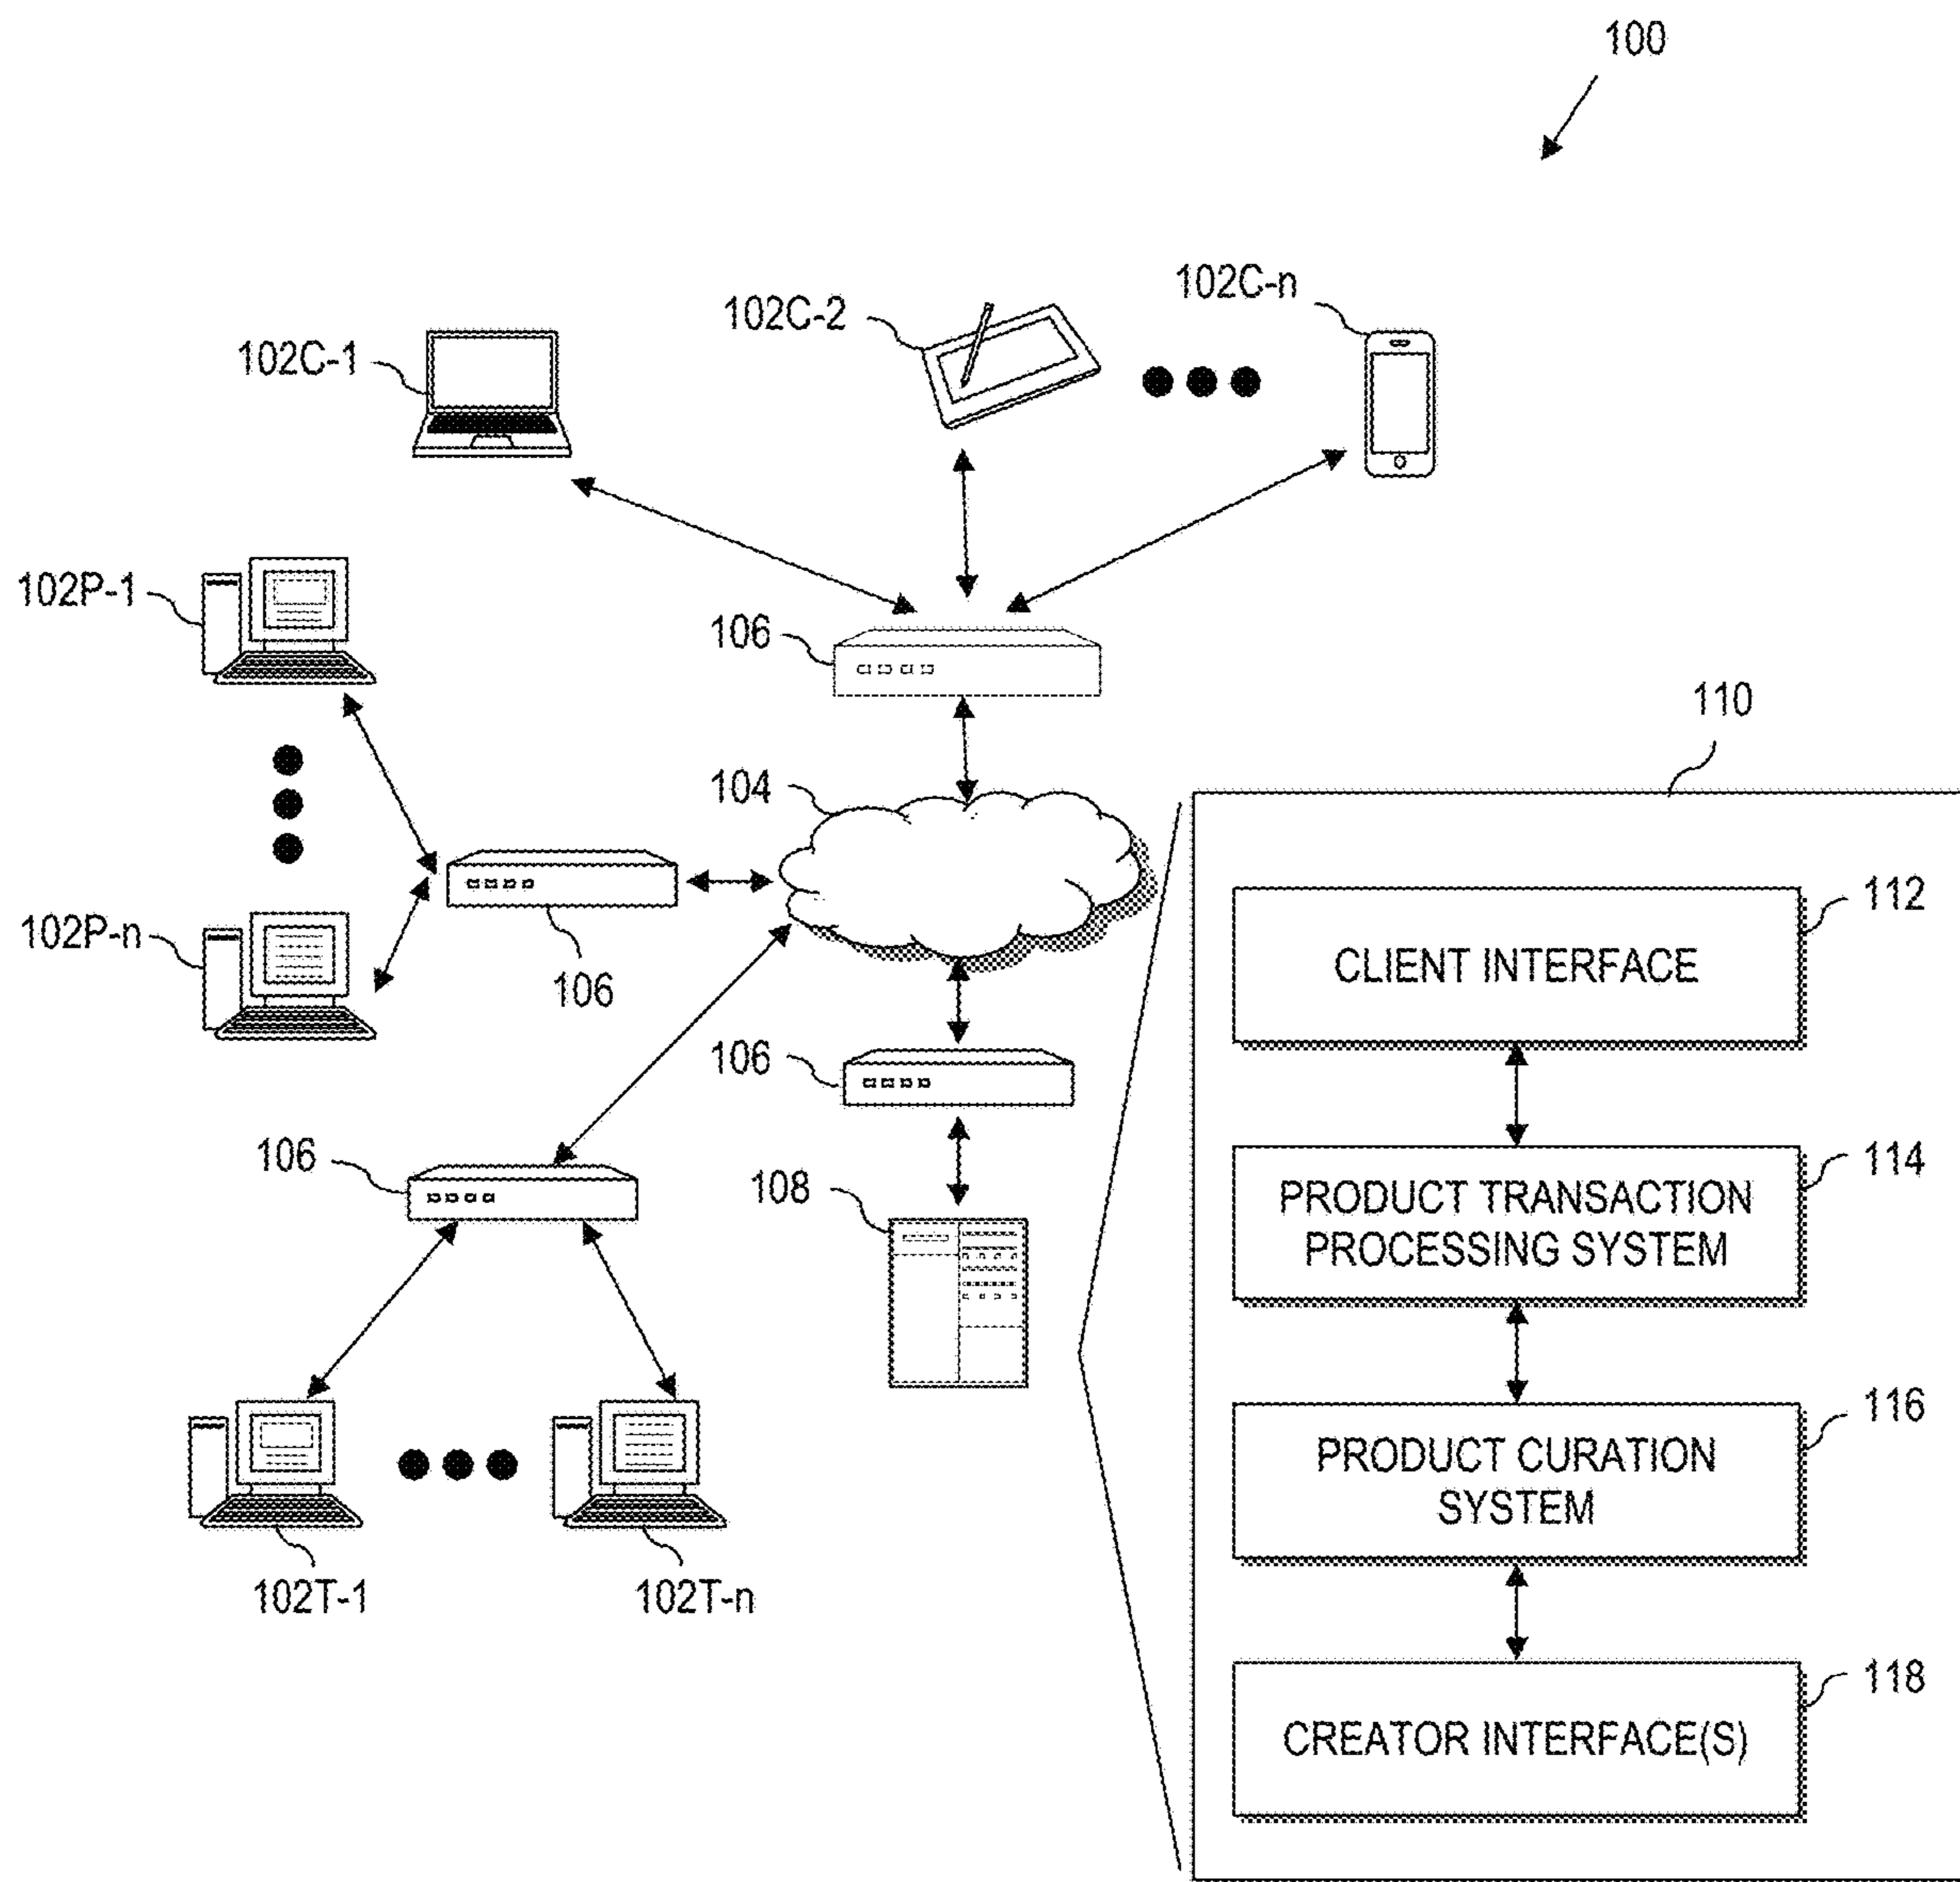 100
102C-n
102C-2
102C-1
102P-1
106
110
104
112
CLIENT INTERFACE
102P-n
106
106
106
114
PRODUCT TRANSACTION
PROCESSING SYSTEM
108
116
PRODUCT CURATION
SYSTEM
102T-1
102T-n
118
CREATOR INTERFACE(S)